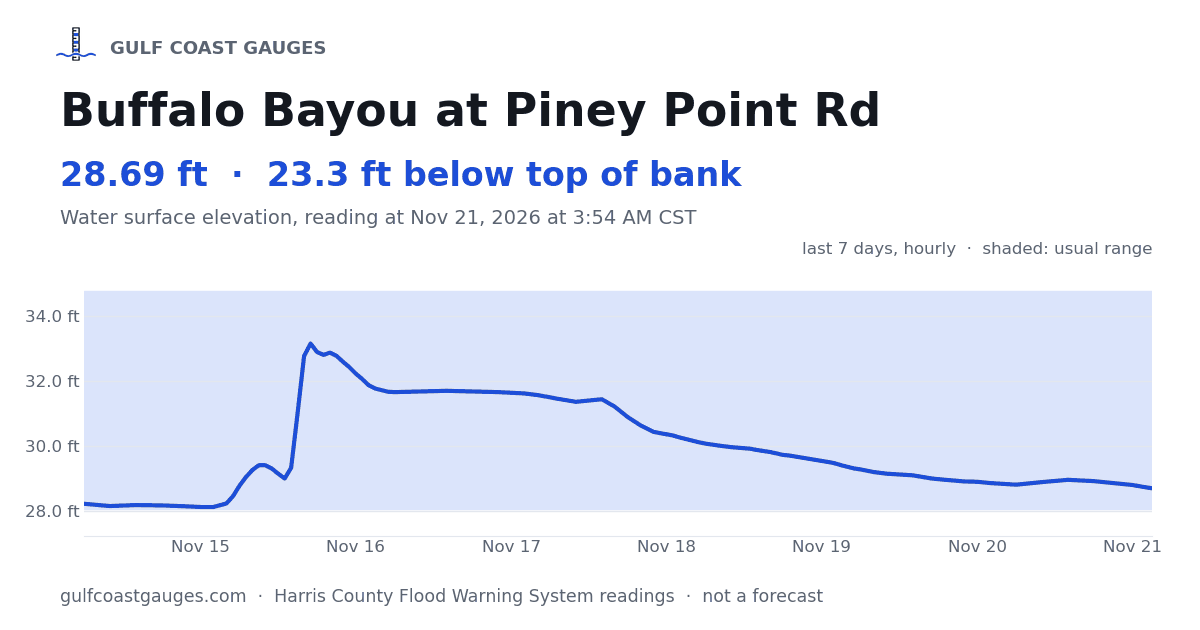 GULF COAST GAUGES
Buffalo Bayou at Piney Point Rd
28.69 ft · 23.3 ft below top of bank
Water surface elevation, reading at Nov 21, 2026 at 3:54 AM CST
last 7 days, hourly · shaded: usual range
34.0 ft
32.0 ft
30.0 ft
28.0 ft
Nov 15 Nov 16 Nov 17 Nov 18 Nov 19 Nov 20 Nov 21
gulfcoastgauges.com · Harris County Flood Warning System readings · not a forecast